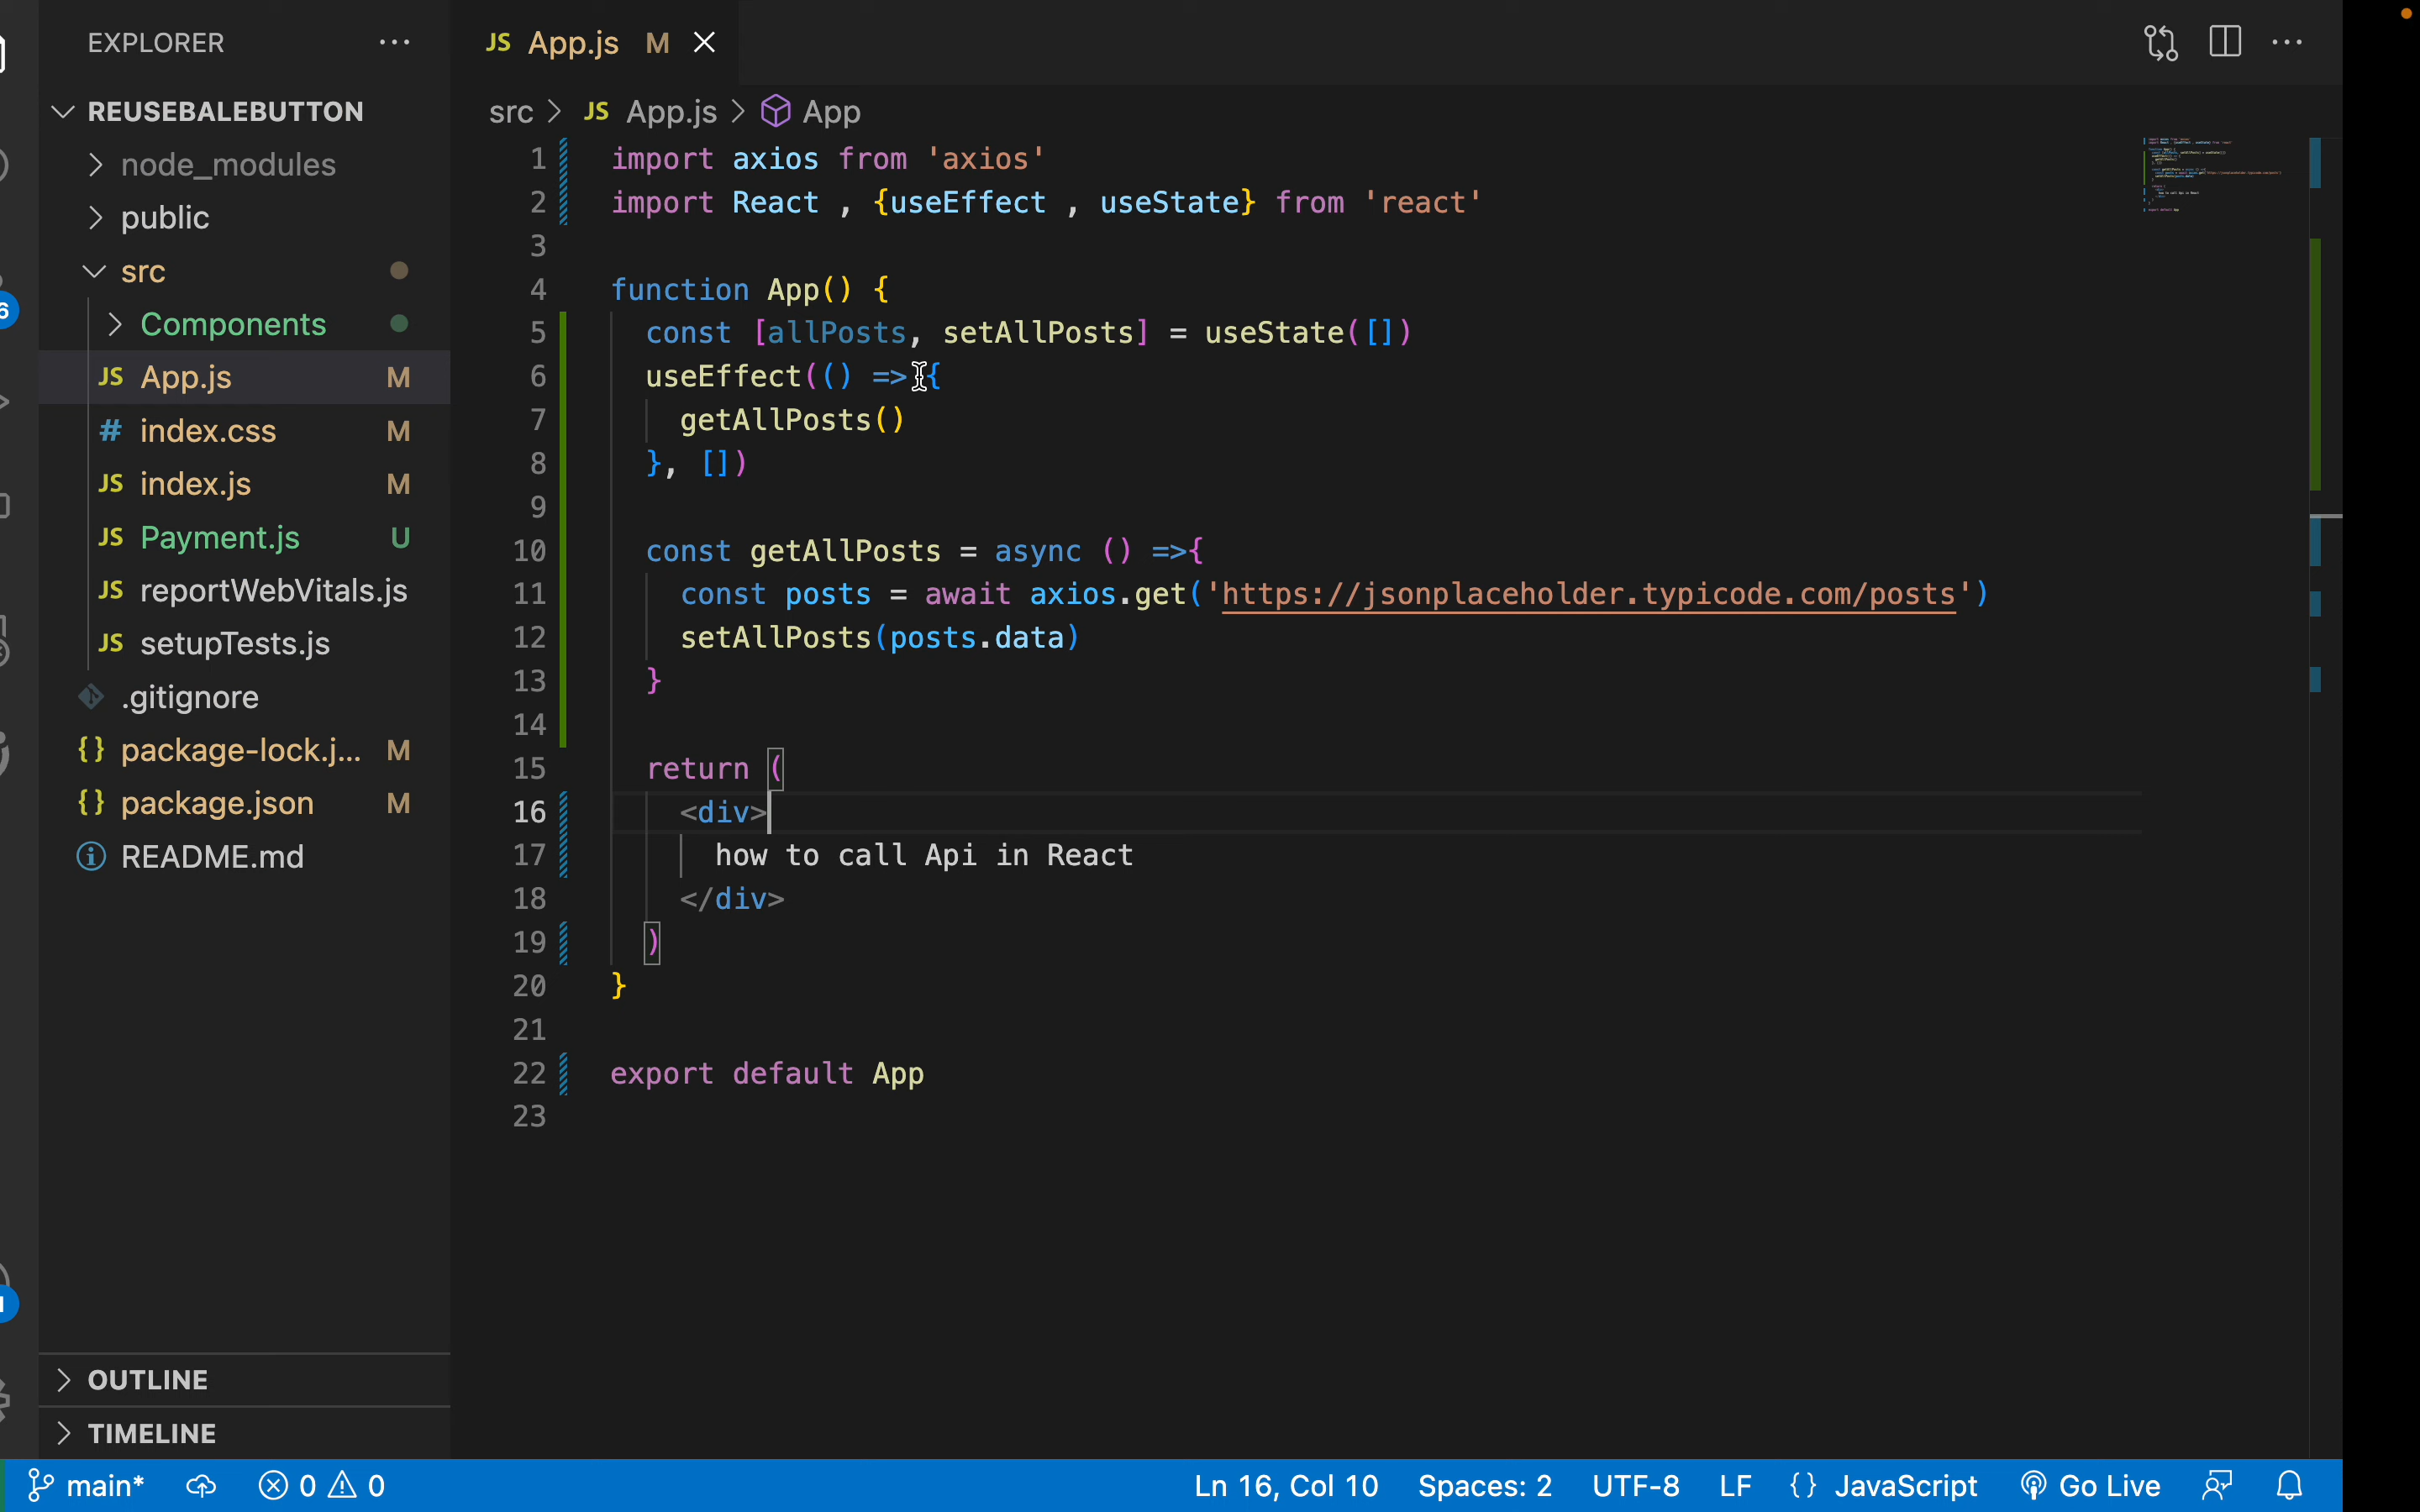 EXPLORER
REUSEBALEBUTTON
node_modules
public
src
Components
JS App.js M
# index.css M
JS index.js M
JS Payment.js U
JS reportWebVitals.js
JS setupTests.js
.gitignore
{} package-lock.j... M
{} package.json M
README.md
OUTLINE
TIMELINE
JS App.js M
src > JS App.js > App
1 import axios from 'axios'
2 import React , {useEffect , useState} from 'react'
3
4 function App() {
5 const [allPosts, setAllPosts] = useState([])
6 useEffect(() => {
7 getAllPosts()
8 }, [])
9
10 const getAllPosts = async () =>{
11 const posts = await axios.get('https://jsonplaceholder.typicode.com/posts')
12 setAllPosts(posts.data)
13 }
14
15 return (
16 <div>
17 how to call Api in React
18 </div>
19 )
20 }
21
22 export default App
23
main* 0 0 Ln 16, Col 10 Spaces: 2 UTF-8 LF {} JavaScript Go Live